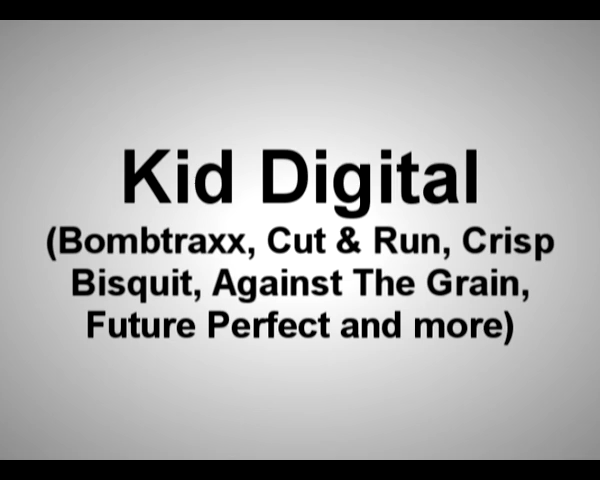 Kid Digital
(Bombtraxx, Cut & Run, Crisp
Bisquit, Against The Grain,
Future Perfect and more)